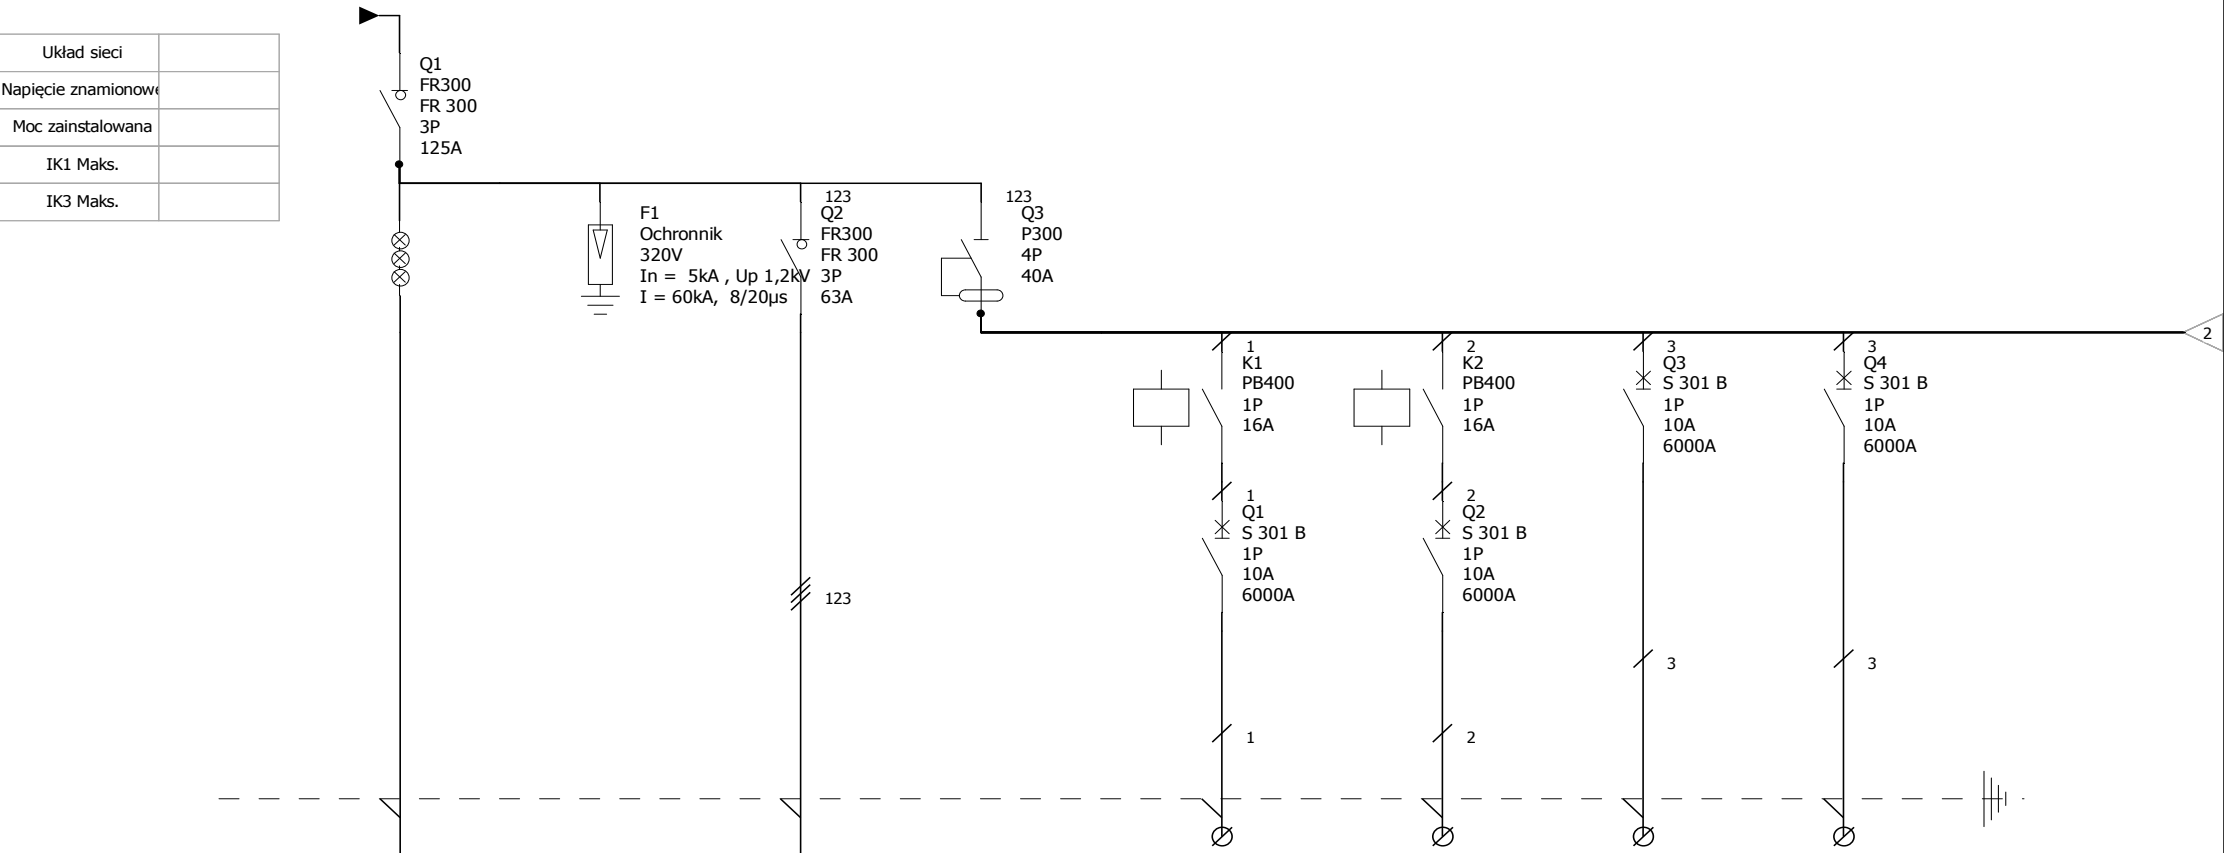 Układ sieci
Napięcie znamionowe
Moc zainstalowana
IK1 Maks.
IK3 Maks.
Q1
FR300
FR 300
3P
125A
F1
Ochronnik
320V
In = 5kA , Up 1,2kV
I = 60kA, 8/20µs
123
Q2
FR300
FR 300
3P
63A
123
123
Q3
P300
4P
40A
1
K1
PB400
1P
16A
1
Q1
S 301 B
1P
10A
6000A
1
2
K2
PB400
1P
16A
2
Q2
S 301 B
1P
10A
6000A
2
3
Q3
S 301 B
1P
10A
6000A
3
3
Q4
S 301 B
1P
10A
6000A
3
2